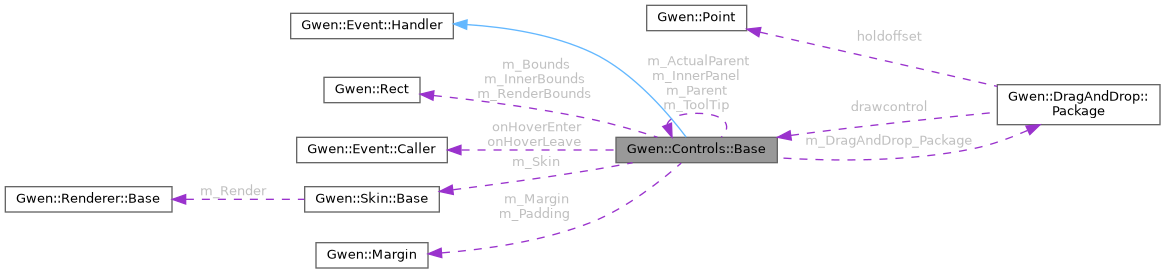 Gwen::Point
Gwen::Event::Handler
holdoffset
m_Bounds
m_InnerBounds
m_RenderBounds
m_ActualParent
m_InnerPanel
m_Parent
m_ToolTip
Gwen::Rect
Gwen::DragAndDrop::
Package
drawcontrol
onHoverEnter
onHoverLeave
Gwen::Event::Caller
Gwen::Controls::Base
m_DragAndDrop_Package
m_Skin
m_Render
Gwen::Renderer::Base
Gwen::Skin::Base
m_Margin
m_Padding
Gwen::Margin